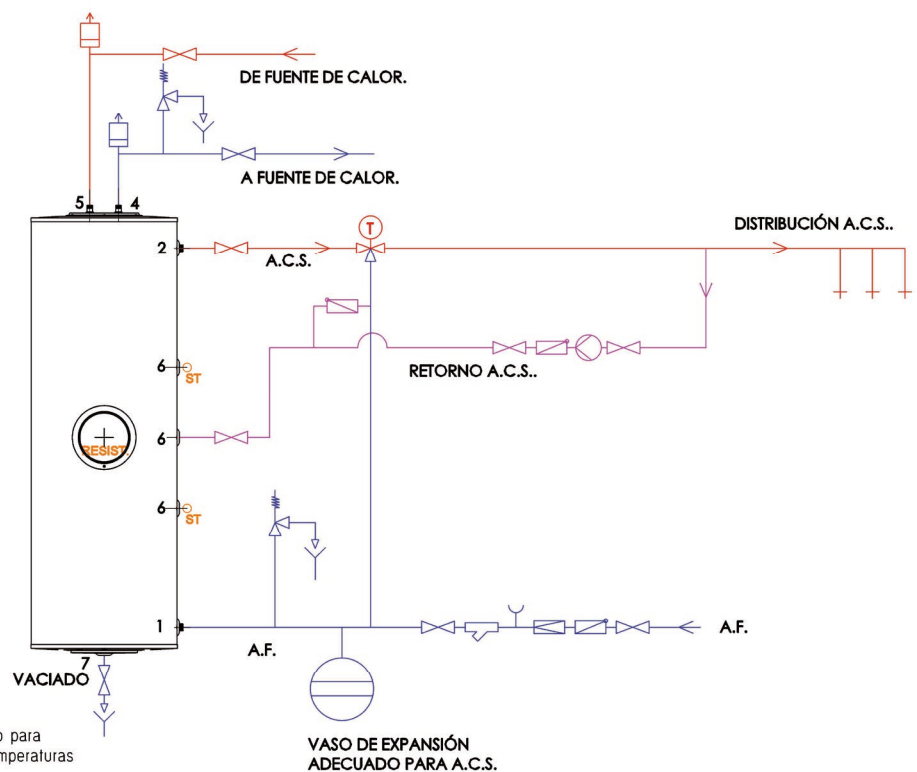 DE FUENTE DE CALOR.
A FUENTE DE CALOR.
5 4
2
T
DISTRIBUCIÓN A.C.S..
A.C.S.
RETORNO A.C.S..
6
ST
6
RESIST.
6
ST
1
A.F.
A.F.
7
VACIADO
para
VASO DE EXPANSIÓN
ADECUADO PARA A.C.S.